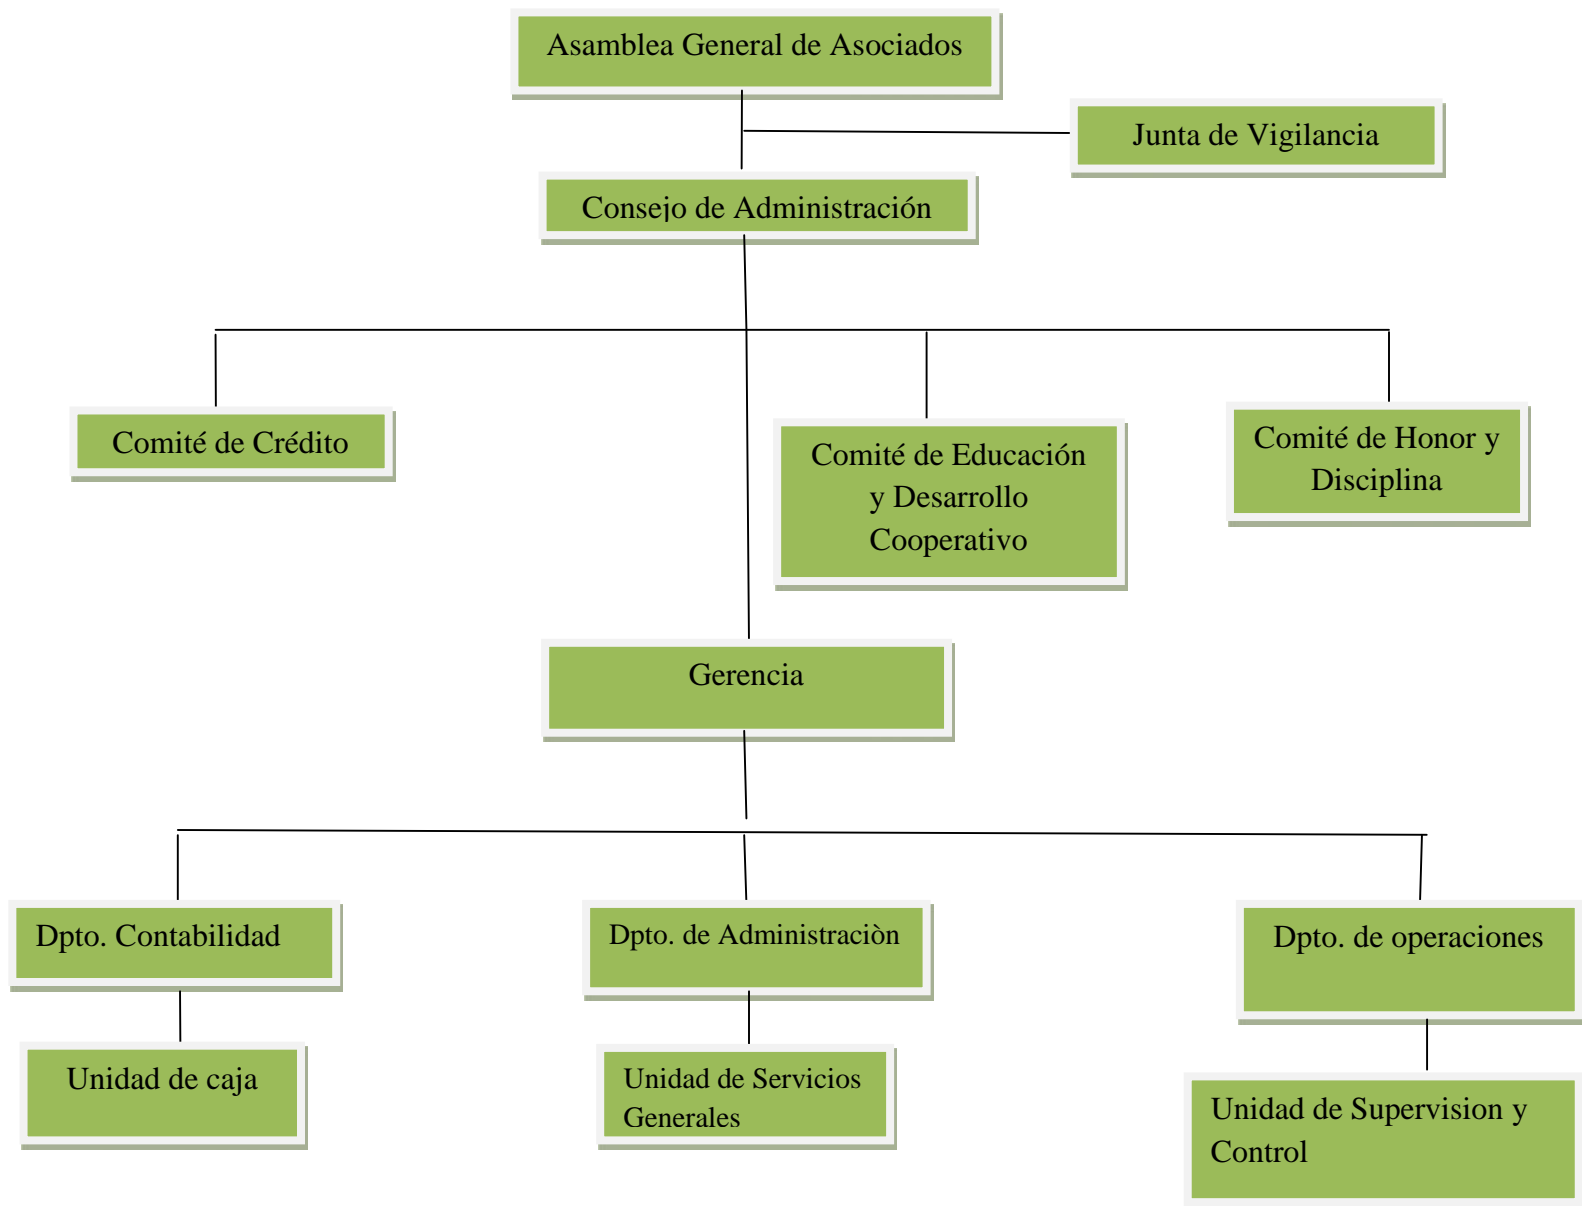 Asamblea General de Asociados
Junta de Vigilancia
Consejo de Administración
Comité de Crédito
Comité de Educación
y Desarrollo
Cooperativo
Comité de Honor y
Disciplina
Gerencia
Dpto. Contabilidad
Dpto. de Administraciòn
Dpto. de operaciones
Unidad de caja
Unidad de Servicios
Generales
Unidad de Supervision y
Control